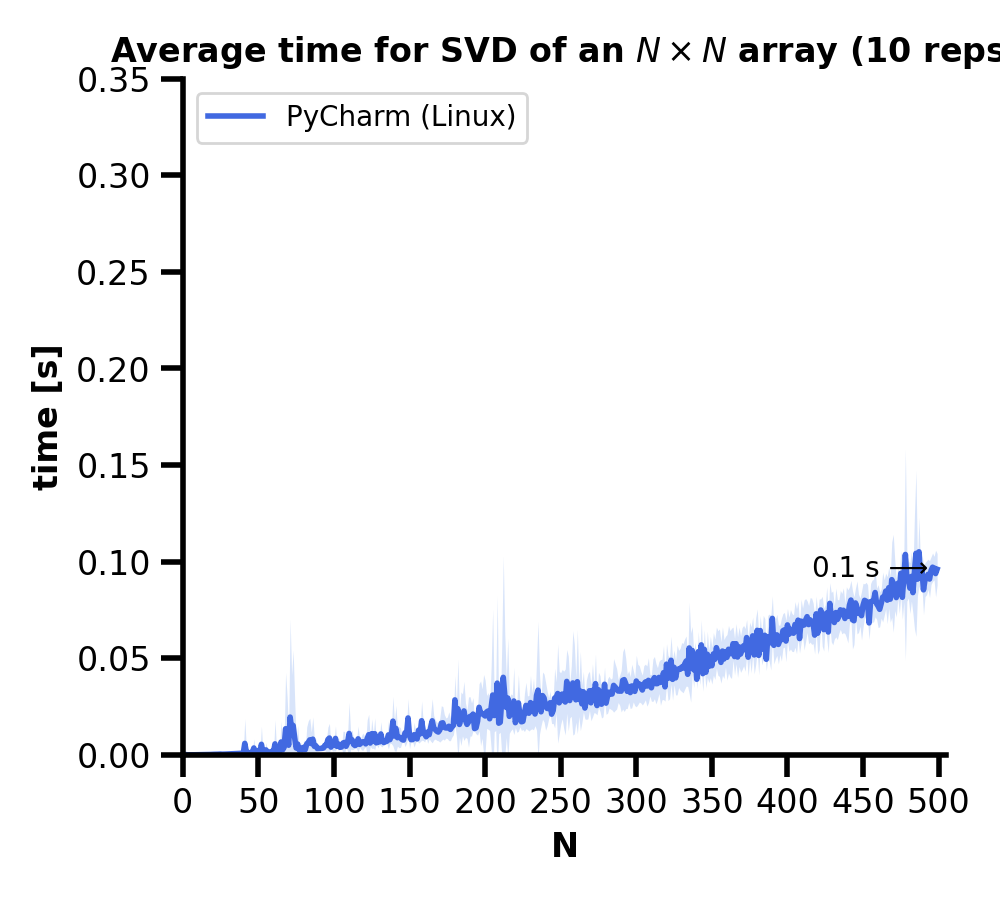 Average time for SVD of an N × N array (10 reps
0.35
PyCharm (Linux)
0.30
0.25
0.20
time [s]
0.15
0.10
0.1 s
0.05
0.00
0 50 100 150 200 250 300 350 400 450 500
N